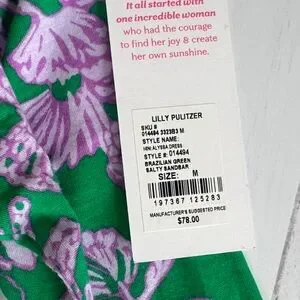 It all started with
one incredible woman
who had the courage
to find her joy & create
her own sunshine.
LILLY PULITZER
SKU #
014494 3323B3 M
STYLE NAME:
MINI ALYSSA DRESS
STYLE #: 014494
BRAZILIAN GREEN
SALTY SANDBAR
SIZE: M
197367 125283
MANUFACTURER'S SUGGESTED PRICE
$78.00